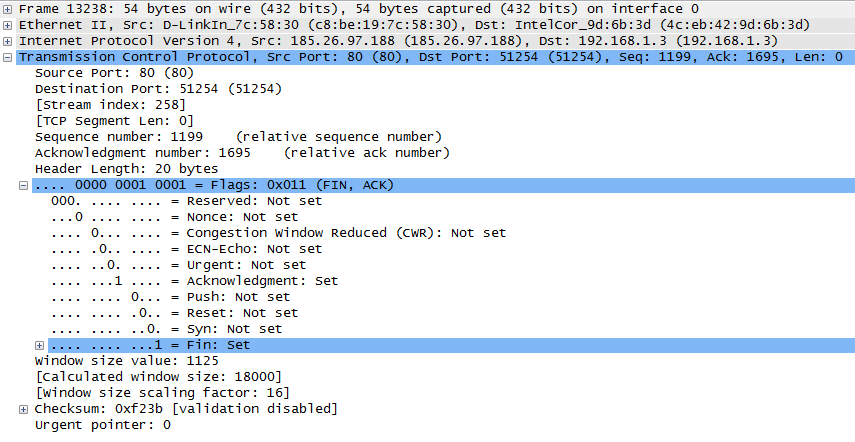 Frame 13238: 54 bytes on wire (432 bits), 54 bytes captured (432 bits) on interface 0
Ethernet II, Src: D-LinkIn_7c:58:30 (c8:be:19:7c:58:30), Dst: IntelCor_9d:6b:3d (4c:eb:42:9d:6b:3d)
Internet Protocol Version 4, Src: 185.26.97.188 (185.26.97.188), Dst: 192.168.1.3 (192.168.1.3)
Transmission Control Protocol, Src Port: 80 (80), Dst Port: 51254 (51254), Seq: 1199, Ack: 1695, Len: 0
Source Port: 80 (80)
Destination Port: 51254 (51254)
[Stream index: 258]
[TCP Segment Len: 0]
Sequence number: 1199    (relative sequence number)
Acknowledgment number: 1695    (relative ack number)
Header Length: 20 bytes
.... 0000 0001 0001 = Flags: 0x011 (FIN, ACK)
000. .... .... = Reserved: Not set
...0 .... .... = Nonce: Not set
.... 0... .... = Congestion Window Reduced (CWR): Not set
.... .0.. .... = ECN-Echo: Not set
.... ..0. .... = Urgent: Not set
.... ...1 .... = Acknowledgment: Set
.... .... 0... = Push: Not set
.... .... .0.. = Reset: Not set
.... .... ..0. = Syn: Not set
.... .... ...1 = Fin: Set
Window size value: 1125
[Calculated window size: 18000]
[Window size scaling factor: 16]
Checksum: 0xf23b [validation disabled]
Urgent pointer: 0